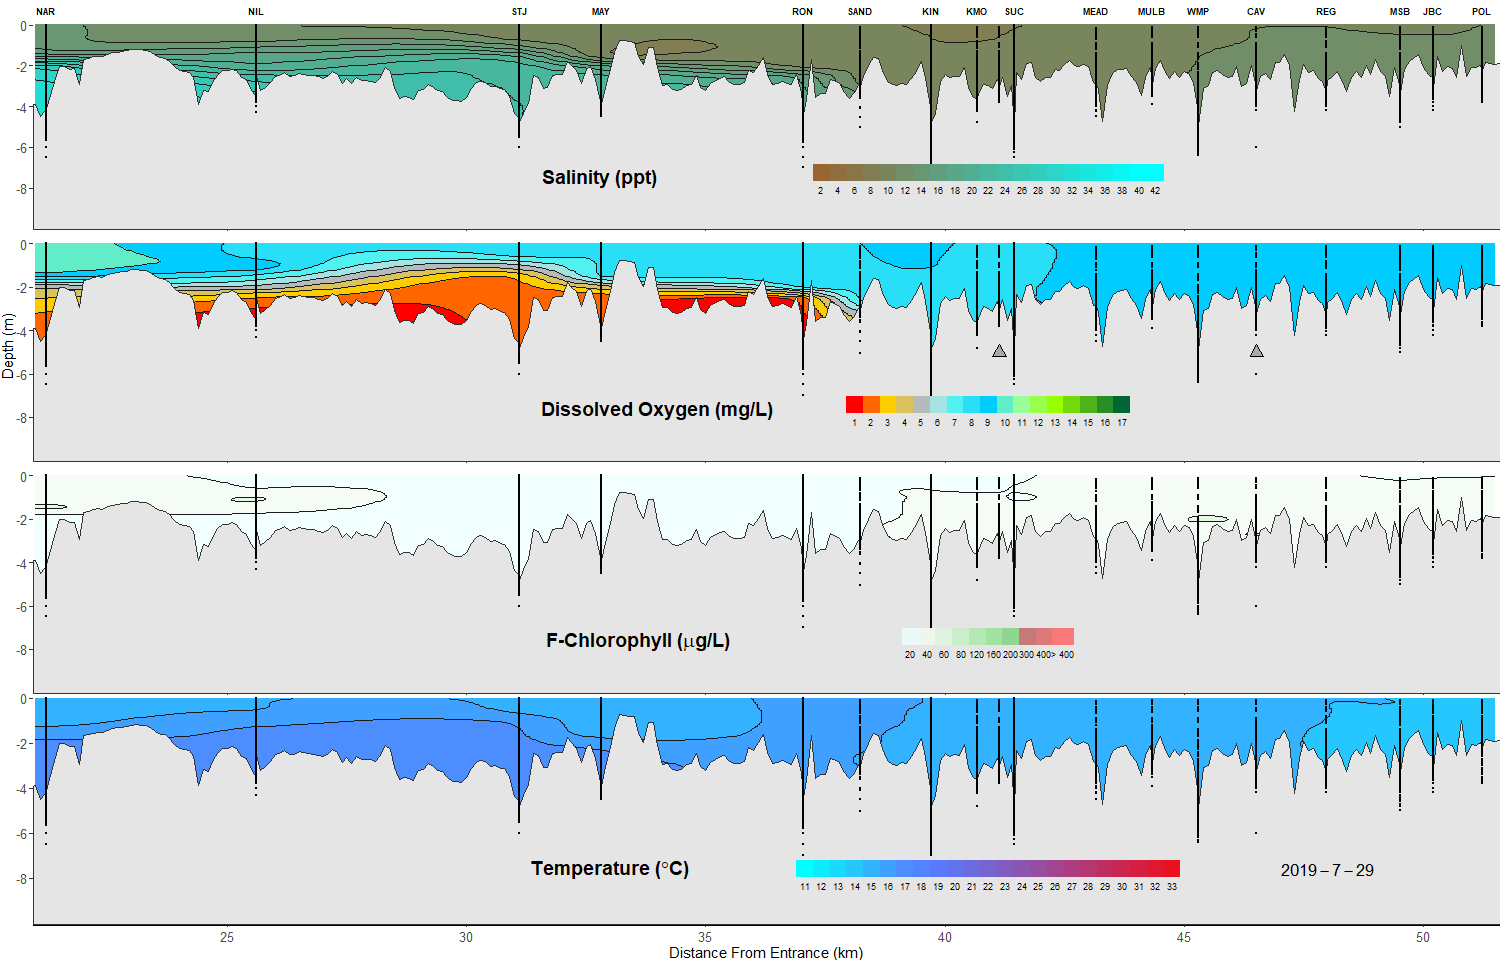 NAR NIL STJ MAY RON SAND KIN KMO SUC MEAD MULB WMP CAV REG MSB JBC POL
0
-2
-4
-6
-8
Salinity (ppt)
2 4 6 8 10 12 14 16 18 20 22 24 26 28 30 32 34 36 38 40 42
0
-2
-4
-6
-8
Depth (m)
Dissolved Oxygen (mg/L)
1 2 3 4 5 6 7 8 9 10 11 12 13 14 15 16 17
0
-2
-4
-6
-8
F-Chlorophyll (μg/L)
20 40 60 80 120 160 200 300 400> 400
0
-2
-4
-6
-8
Temperature (°C)
11 12 13 14 15 16 17 18 19 20 21 22 23 24 25 26 27 28 29 30 31 32 33
2019 – 7 – 29
25 30 35 40 45 50
Distance From Entrance (km)